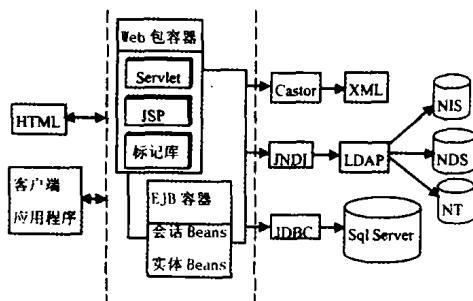 Web 包容器
Servlet
JSP
标记库
HTML
客户端
应用程序
EJB 容器
会话 Beans
实体 Beans
Castor
XML
JNDI
LDAP
JDBC
Sql Server
NIS
NDS
NT